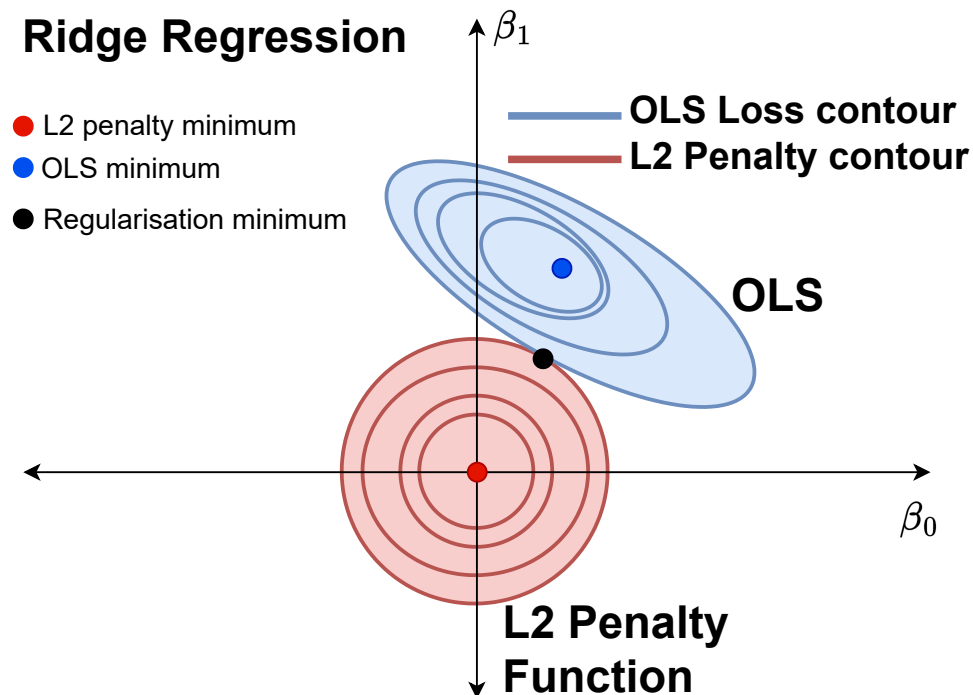 Ridge Regression
β₁
L2 penalty minimum
OLS minimum
Regularisation minimum
OLS Loss contour
L2 Penalty contour
OLS
β₀
L2 Penalty
Function